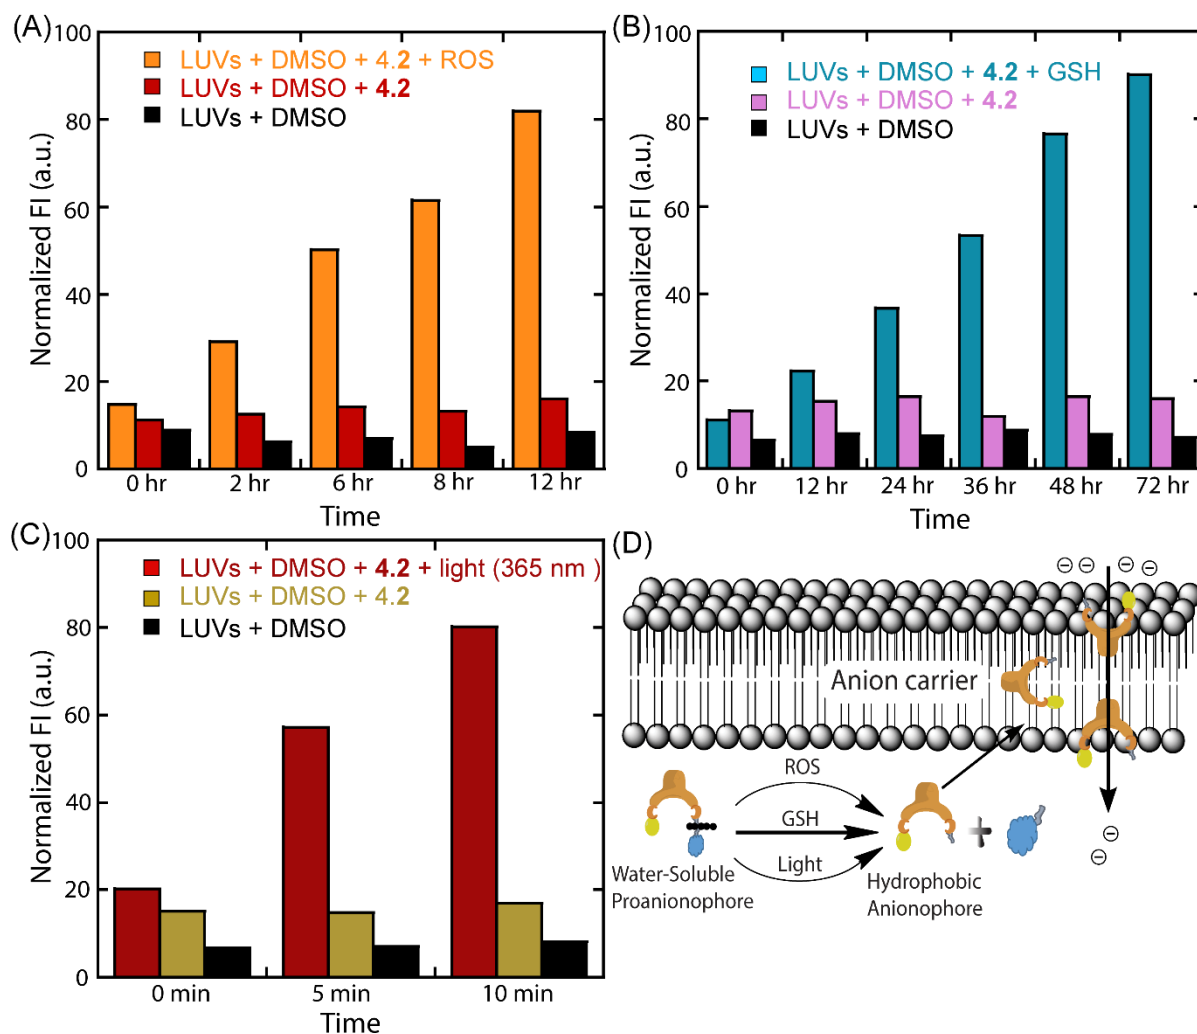 (A)
100
80
60
40
20
0
Normalized FI (a.u.)
LUVs + DMSO + 4.2 + ROS
LUVs + DMSO + 4.2
LUVs + DMSO
0 hr 2 hr 6 hr 8 hr 12 hr
Time
(B)
100
80
60
40
20
0
Normalized FI (a.u.)
LUVs + DMSO + 4.2 + GSH
LUVs + DMSO + 4.2
LUVs + DMSO
0 hr 12 hr 24 hr 36 hr 48 hr 72 hr
Time
(C)
100
80
60
40
20
0
Normalized FI (a.u.)
LUVs + DMSO + 4.2 + light (365 nm )
LUVs + DMSO + 4.2
LUVs + DMSO
0 min 5 min 10 min
Time
(D)
Anion carrier
ROS
GSH
Light
Water-Soluble
Proanionophore
Hydrophobic
Anionophore